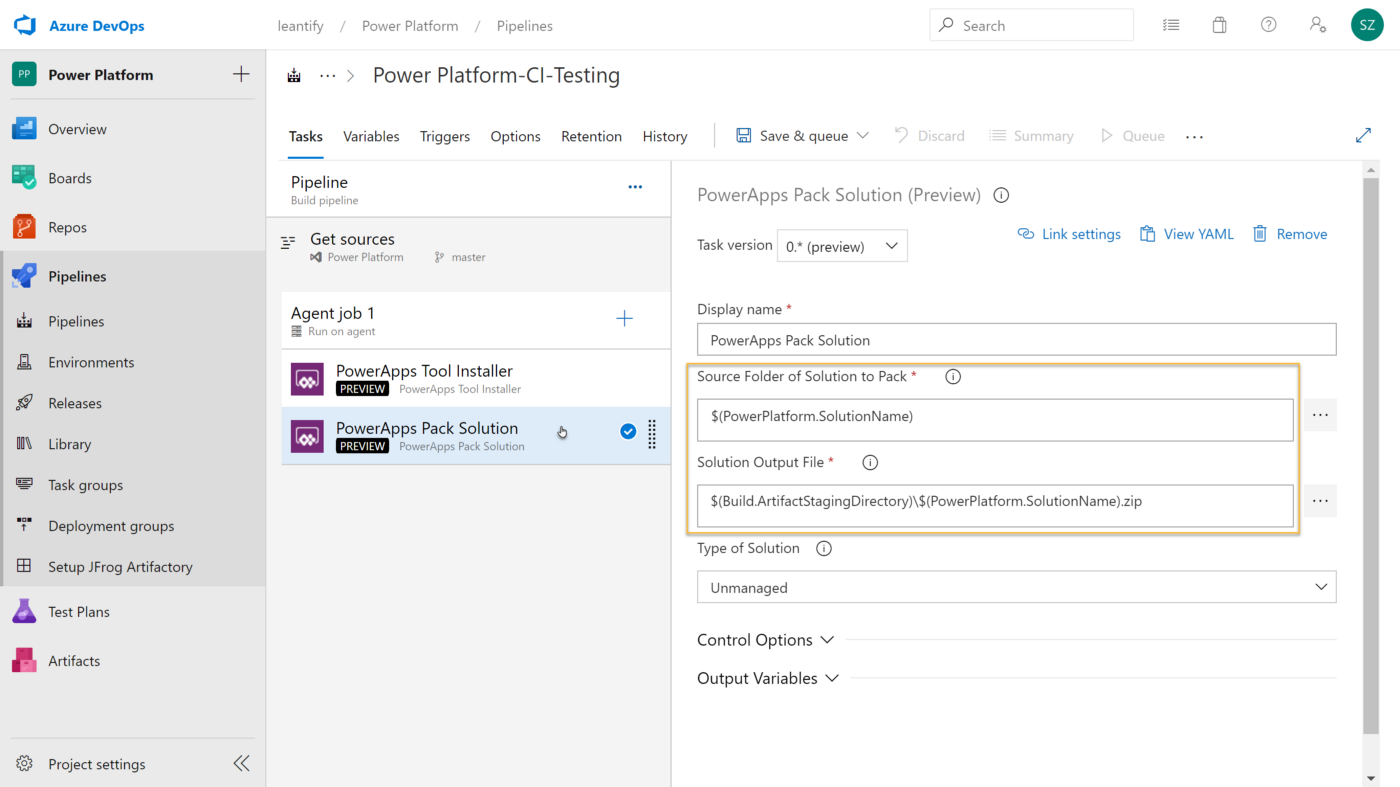 Azure DevOps
leantify / Power Platform / Pipelines
Search
SZ
PP
Power Platform
Overview
Boards
Repos
Pipelines
Pipelines
Environments
Releases
Library
Task groups
Deployment groups
Setup JFrog Artifactory
Test Plans
Artifacts
Project settings
... > Power Platform-CI-Testing
Tasks Variables Triggers Options Retention History
Save & queue Discard Summary Queue ...
Pipeline
Build pipeline
...
Get sources
Power Platform master
Agent job 1
Run on agent
PowerApps Tool Installer
PREVIEW PowerApps Tool Installer
PowerApps Pack Solution
PREVIEW PowerApps Pack Solution
PowerApps Pack Solution (Preview)
Link settings View YAML Remove
Task version 0.* (preview)
Display name *
PowerApps Pack Solution
Source Folder of Solution to Pack *
$(PowerPlatform.SolutionName)
...
Solution Output File *
$(Build.ArtifactStagingDirectory)\$(PowerPlatform.SolutionName).zip
...
Type of Solution
Unmanaged
Control Options
Output Variables